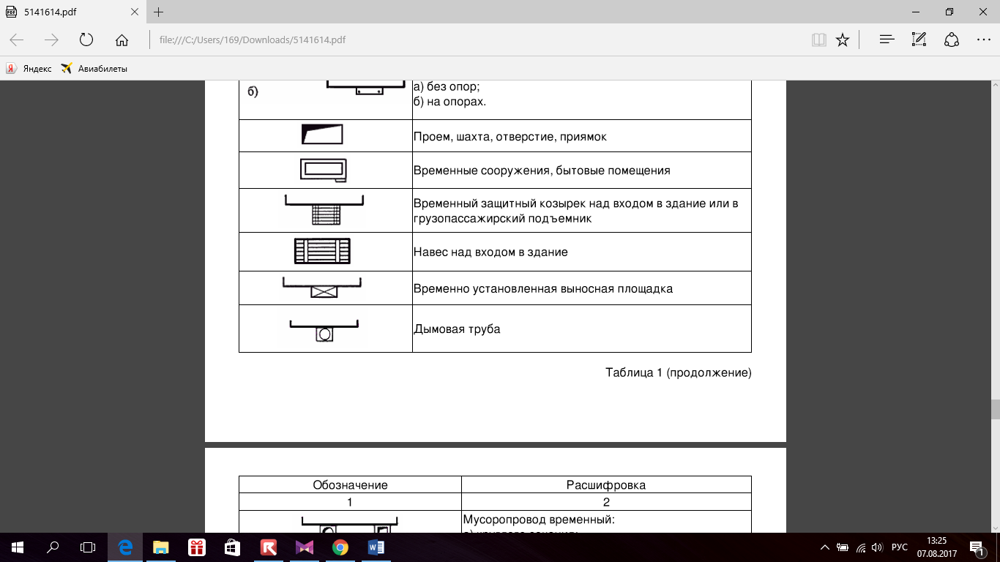 5141614.pdf
file:///C:/Users/169/Downloads/5141614.pdf
Яндекс
Авиабилеты
б)
а) без опор;
б) на опорах.
Проем, шахта, отверстие, приямок
Временные сооружения, бытовые помещения
Временный защитный козырек над входом в здание или в
грузопассажирский подъемник
Навес над входом в здание
Временно установленная выносная площадка
Дымовая труба
Таблица 1 (продолжение)
Обозначение
Расшифровка
1
2
Мусоропровод временный:
РУС
13:25
07.08.2017
1